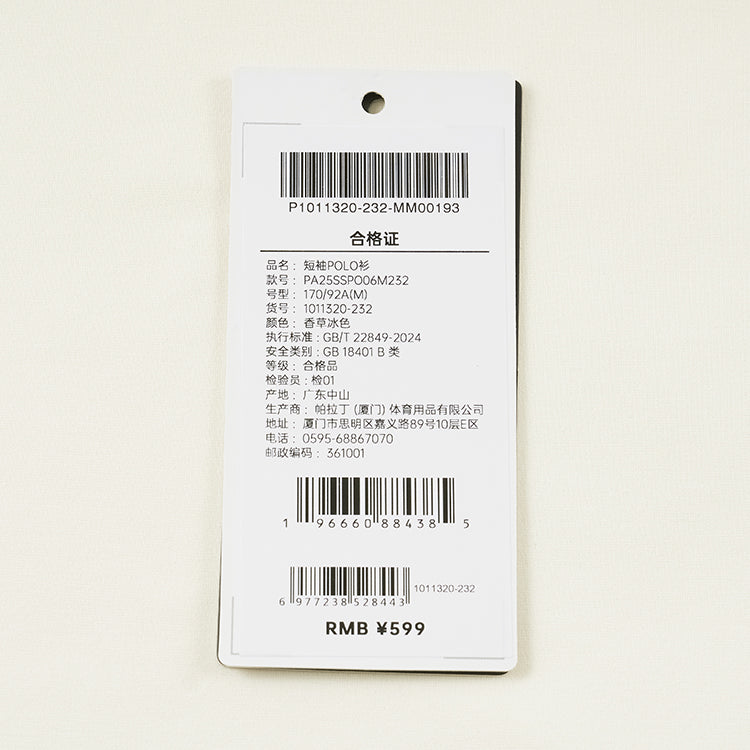 P1011320-232-MM00193
合格证
品名： 短袖POLO衫
款号： PA25SSPO06M232
号型： 170/92A(M)
货号： 1011320-232
颜色： 香草冰色
执行标准：GB/T 22849-2024
安全类别：GB 18401 B 类
等级： 合格品
检验员：检01
产地： 广东中山
生产商： 帕拉丁 (厦门) 体育用品有限公司
地址： 厦门市思明区嘉义路89号10层E区
电话： 0595-68867070
邮政编码： 361001
1 96660 88438 5
6 977238 528443
1011320-232
RMB ¥599